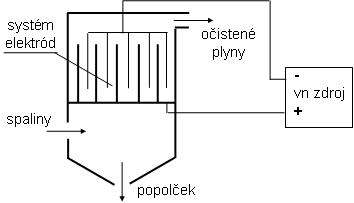 systém
elektród
očistené
plyny
-
vn zdroj
+
spaliny
popolček